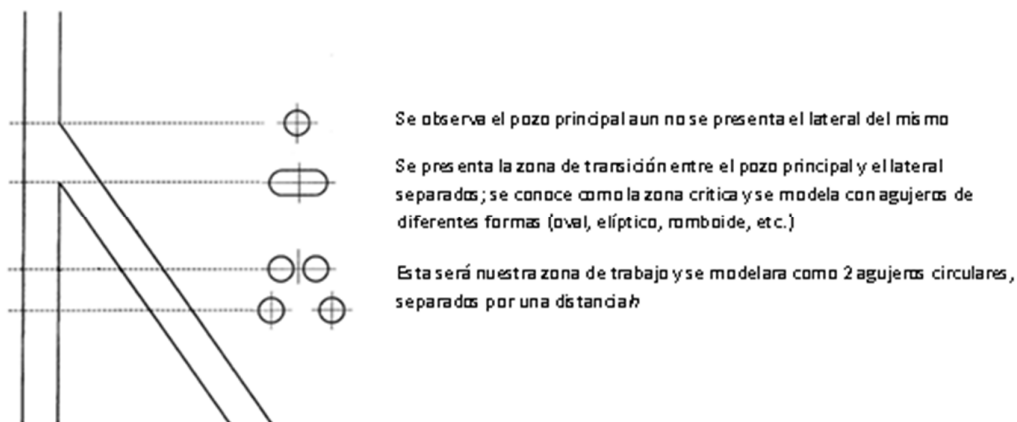 Se observa el pozo principal aun no se presenta el lateral del mismo
Se presenta la zona de transición entre el pozo principal y el lateral
separados; se conoce como la zona critica y se modela con agujeros de
diferentes formas (oval, elíptico, romboide, etc.)
Esta será nuestra zona de trabajo y se modelara como 2 agujeros circulares,
separados por una distancia h